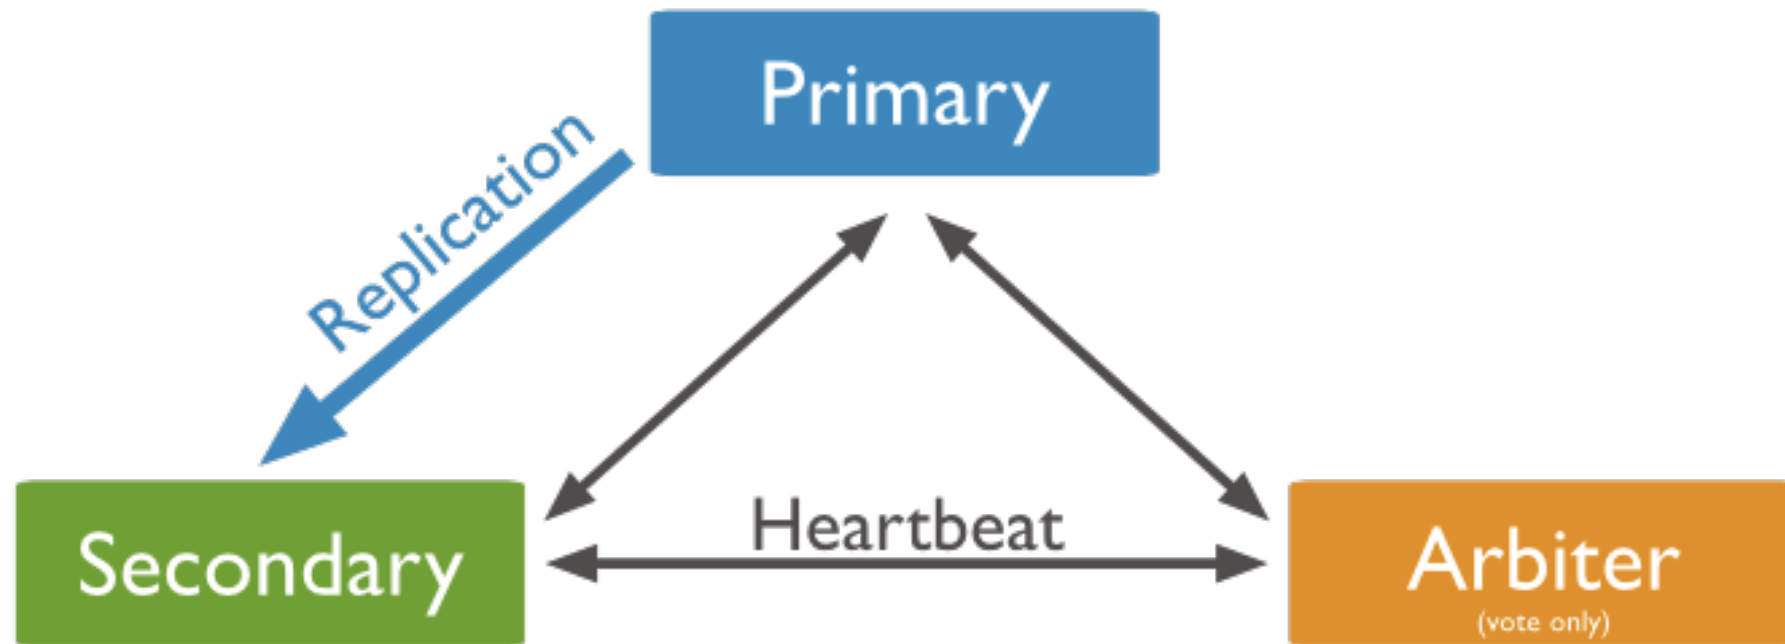 Primary
Replication
Heartbeat
Secondary
Arbiter
(vote only)